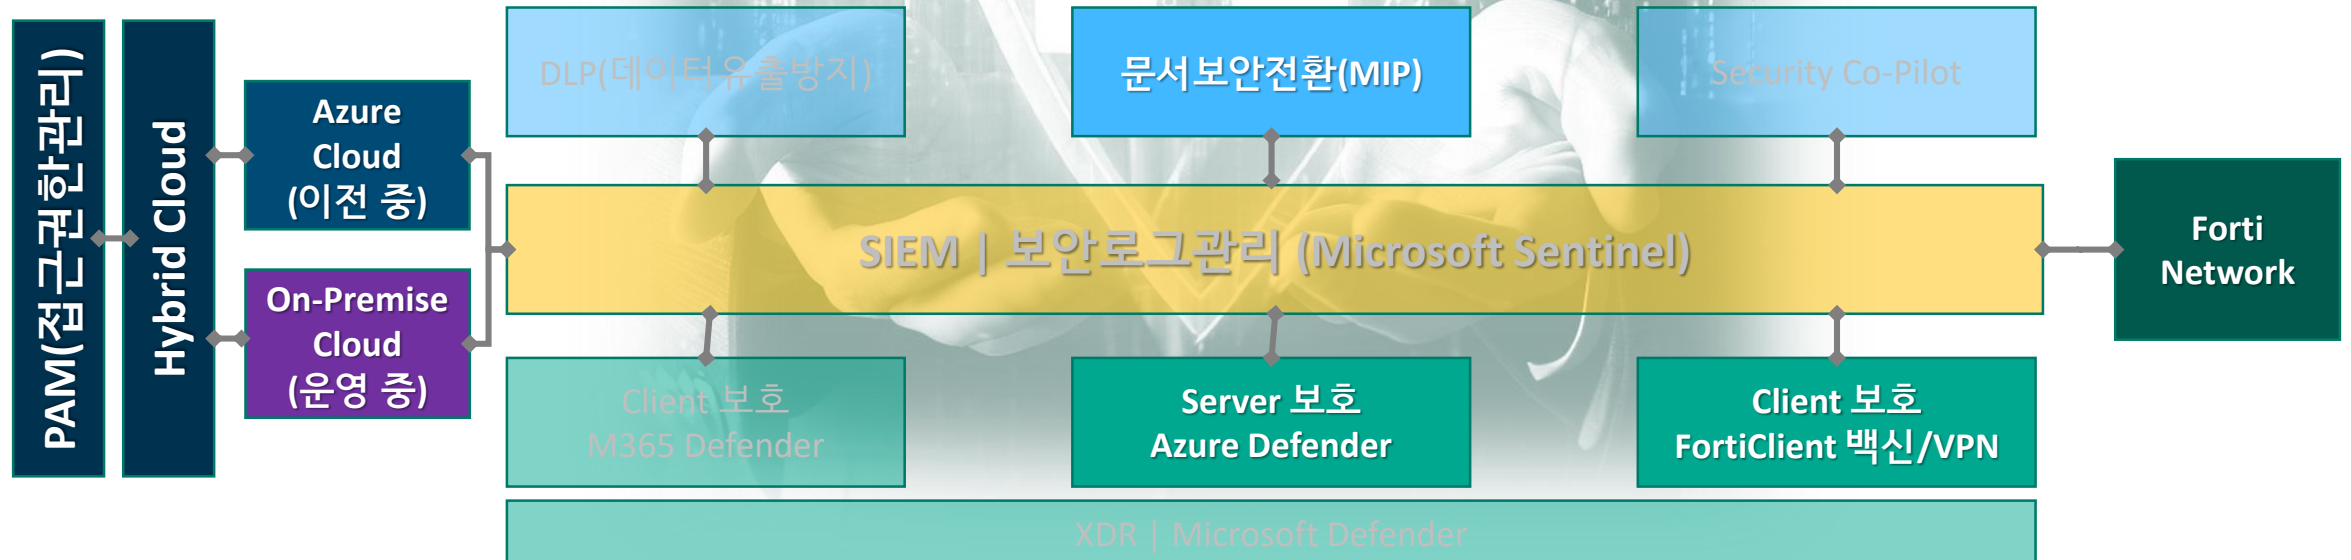 PAM(접근권한관리)
Hybrid Cloud
Azure
Cloud
(이전 중)
On-Premise
Cloud
(운영 중)
DLP(데이터유출방지)
문서보안전환(MIP)
Security Co-Pilot
SIEM | 보안로그관리 (Microsoft Sentinel)
Client 보호
M365 Defender
Server 보호
Azure Defender
Client 보호
FortiClient 백신/VPN
XDR | Microsoft Defender
Forti
Network